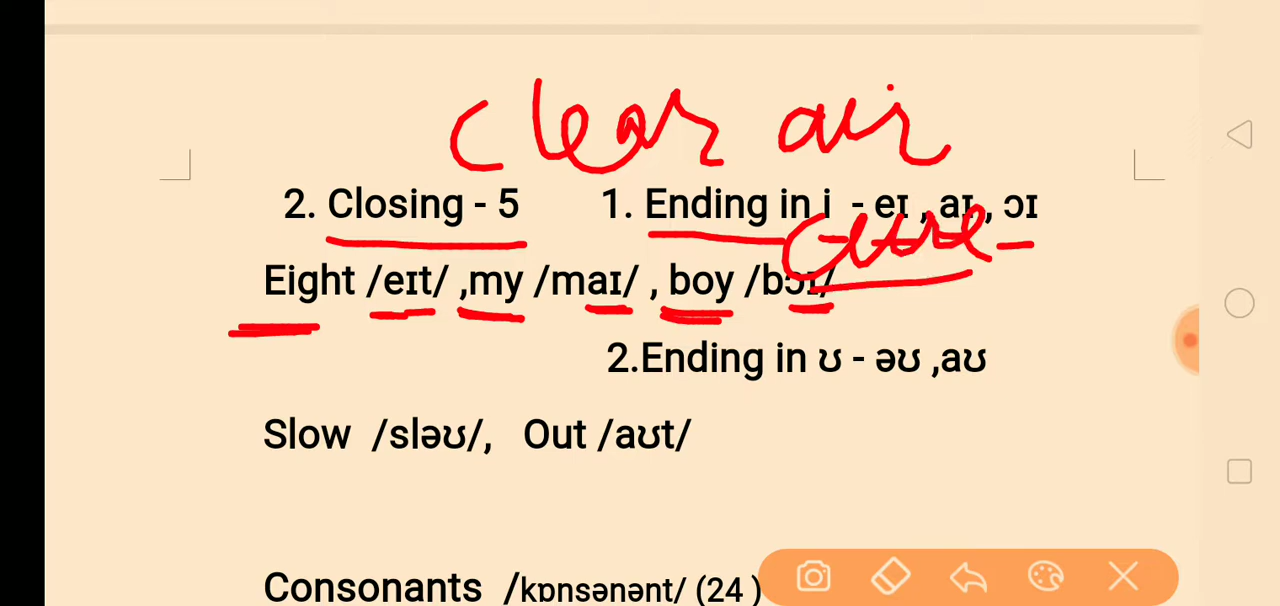 clear air
2. Closing - 5 1. Ending in i - eɪ , aɪ , ɔɪ
Eight /eɪt/ ,my /maɪ/ , boy /bɔɪ/
2.Ending in ʊ - əʊ ,aʊ
Slow /sləʊ/, Out /aʊt/
Consonants /kɒnsənənt/ (24 )